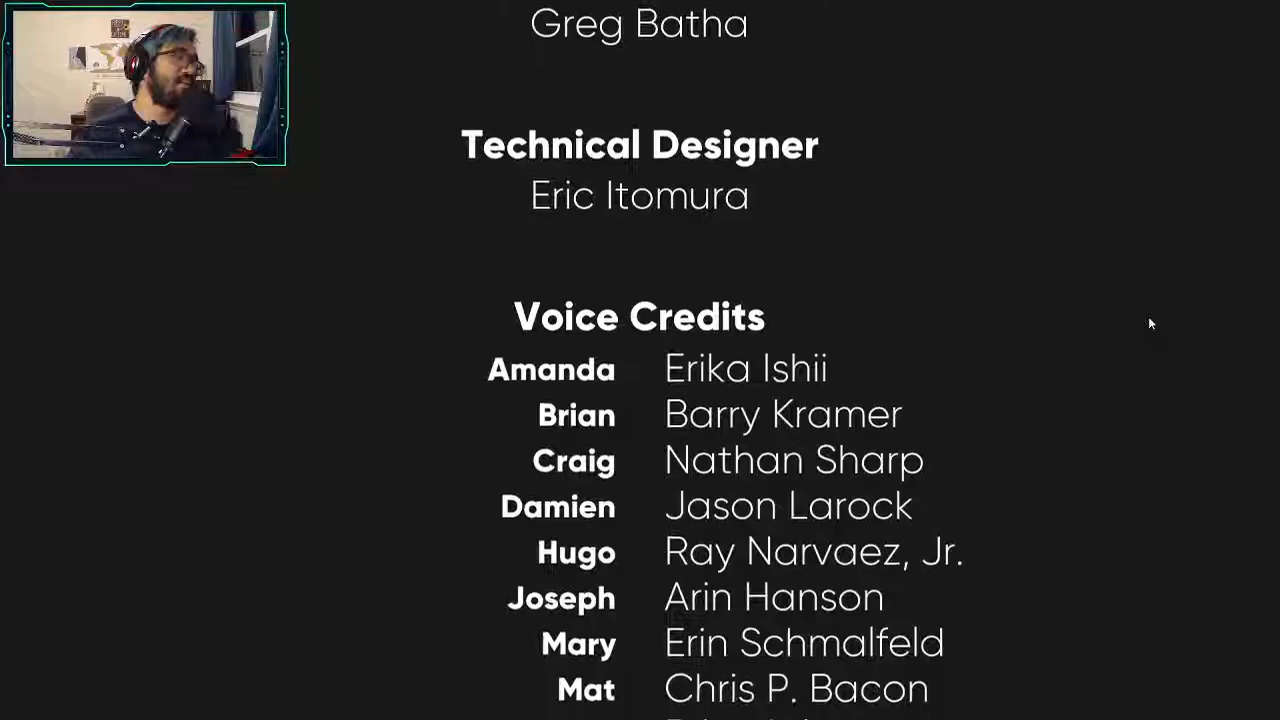 Greg Batha
Technical Designer
Eric Itomura
Voice Credits
Amanda Erika Ishii
Brian Barry Kramer
Craig Nathan Sharp
Damien Jason Larock
Hugo Ray Narvaez, Jr.
Joseph Arin Hanson
Mary Erin Schmalfeld
Mat Chris P. Bacon